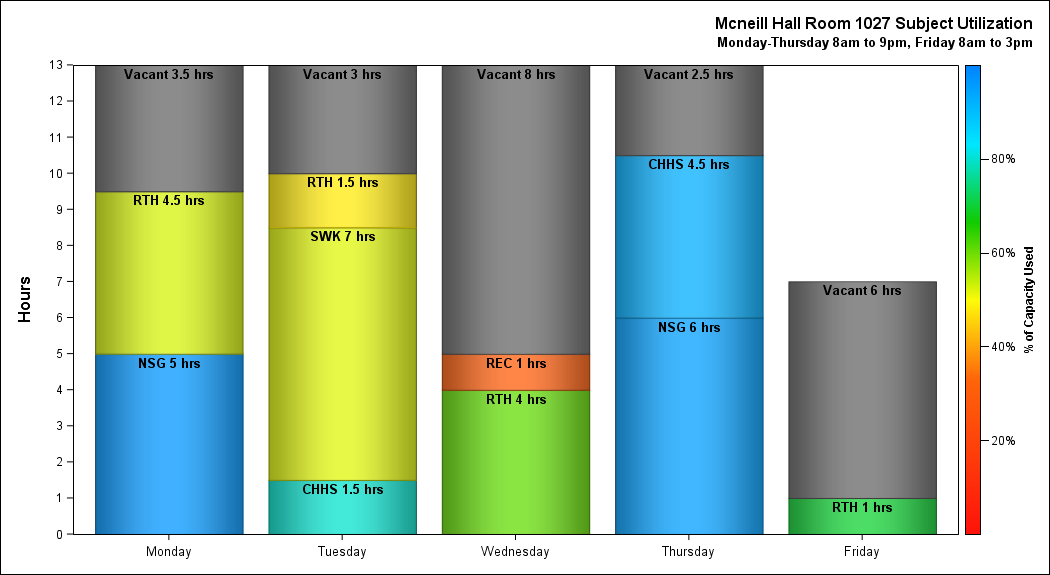 Mcneill Hall Room 1027 Subject Utilization
Monday-Thursday 8am to 9pm, Friday 8am to 3pm
Hours
13
12
11
10
9
8
7
6
5
4
3
2
1
0
Vacant 3.5 hrs
RTH 4.5 hrs
NSG 5 hrs
Vacant 3 hrs
RTH 1.5 hrs
SWK 7 hrs
CHHS 1.5 hrs
Vacant 8 hrs
REC 1 hrs
RTH 4 hrs
Vacant 2.5 hrs
CHHS 4.5 hrs
NSG 6 hrs
Vacant 6 hrs
RTH 1 hrs
Monday
Tuesday
Wednesday
Thursday
Friday
80%
60%
40%
20%
% of Capacity Used